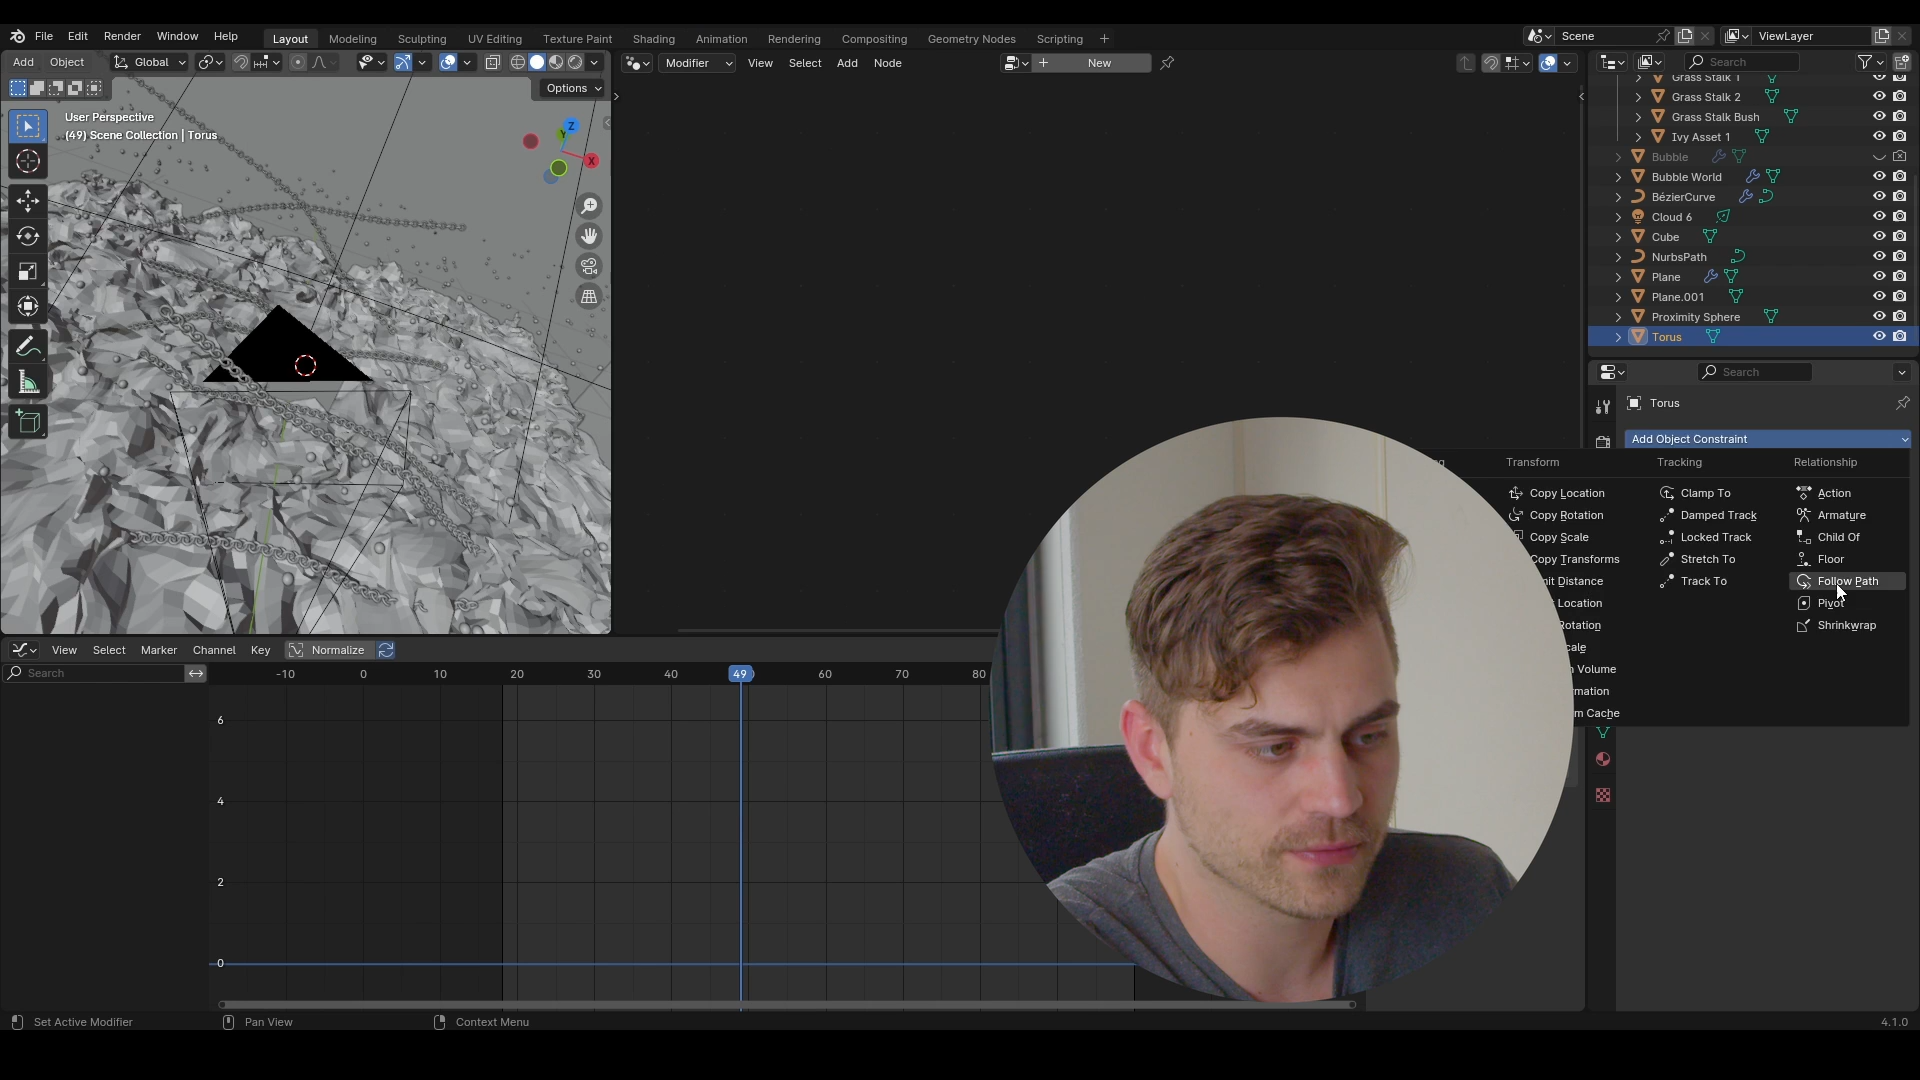 File Edit Render Window Help
Layout Modeling Sculpting UV Editing Texture Paint Shading Animation Rendering Compositing Geometry Nodes Scripting +
Scene
ViewLayer
Add Object Global
Options
User Perspective
(49) Scene Collection | Torus
Z
Y
X
Modifier View Select Add Node
New
Search
Grass Stalk 1
Grass Stalk 2
Grass Stalk Bush
Ivy Asset 1
Bubble
Bubble World
BézierCurve
Cloud 6
Cube
NurbsPath
Plane
Plane.001
Proximity Sphere
Torus
Search
Torus
Add Object Constraint
Transform
Copy Location
Copy Rotation
Copy Scale
opy Transforms
Distance
Location
Rotation
Volume
m Cache
Tracking
Clamp To
Damped Track
Locked Track
Stretch To
Track To
Relationship
Action
Armature
Child Of
Floor
Follow Path
Pivot
Shrinkwrap
View Select Marker Channel Key Normalize
Search
-10 0 10 20 30 40 49 60 70 80
6
4
2
0
Set Active Modifier Pan View Context Menu 4.1.0